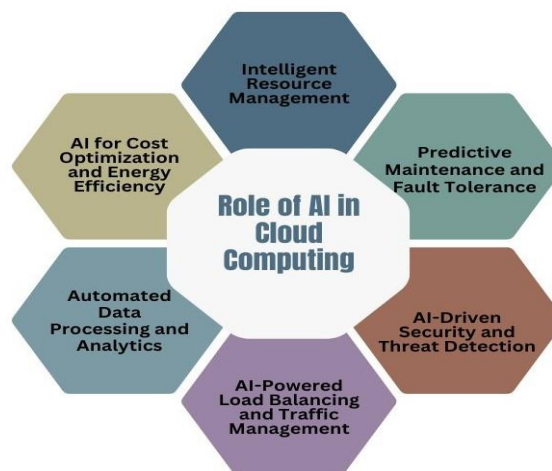 Intelligent
Resource
Management
AI for Cost
Optimization
and Energy
Efficiency
Predictive
Maintenance and
Fault Tolerance
Role of AI in
Cloud
Computing
Automated
Data
Processing and
Analytics
AI-Driven
Security and
Threat Detection
AI-Powered
Load Balancing
and Traffic
Management